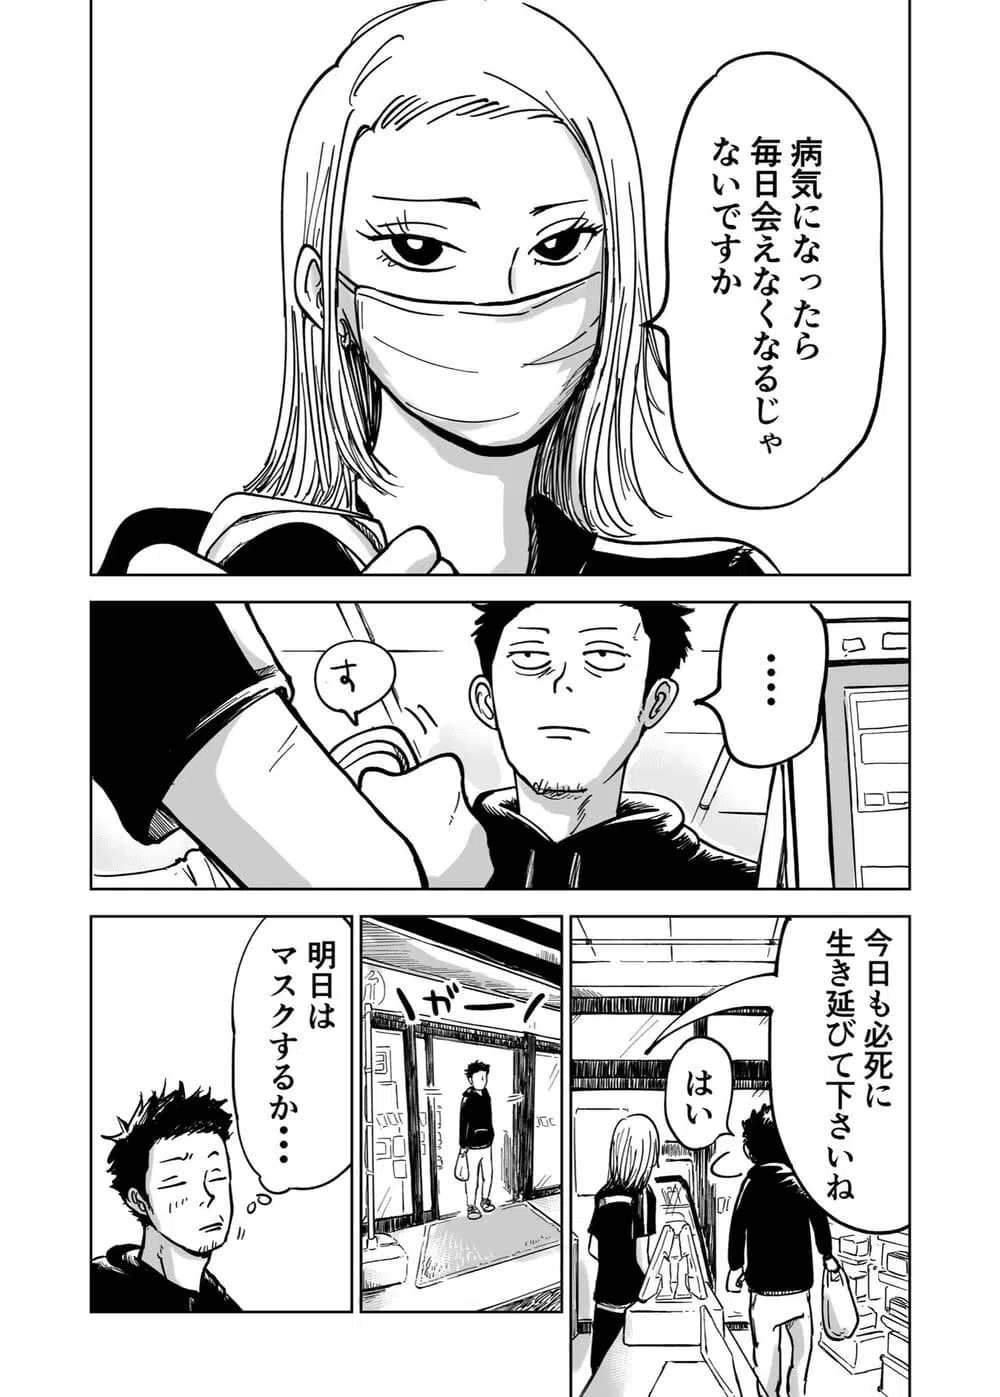 病気になったら
毎日会えなくなるじゃ
ないですか
・・・・
す
今日も必死に
生き延びて下さいね
はい
ガーッ
明日は
マスクするか・・・